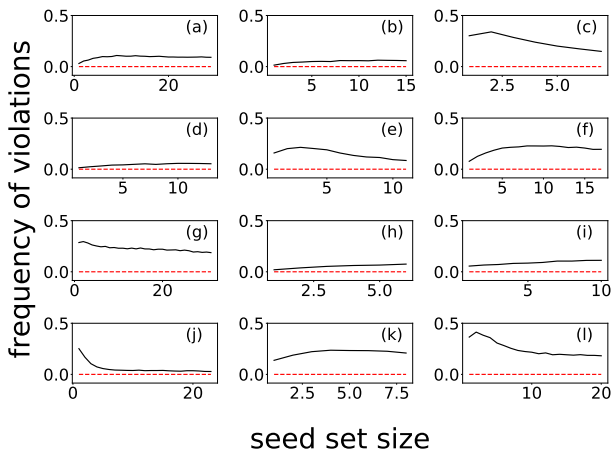 frequency of violations
0.5 (a) 0.5 (b) 0.5 (c)
0.0 0.0 0.0
0 20 5 10 15 2.5 5.0
0.5 (d) 0.5 (e) 0.5 (f)
0.0 0.0 0.0
5 10 5 10 5 10 15
0.5 (g) 0.5 (h) 0.5 (i)
0.0 0.0 0.0
0 20 2.5 5.0 5 10
0.5 (j) 0.5 (k) 0.5 (l)
0.0 0.0 0.0
0 20 2.5 5.0 7.5 10 20
seed set size